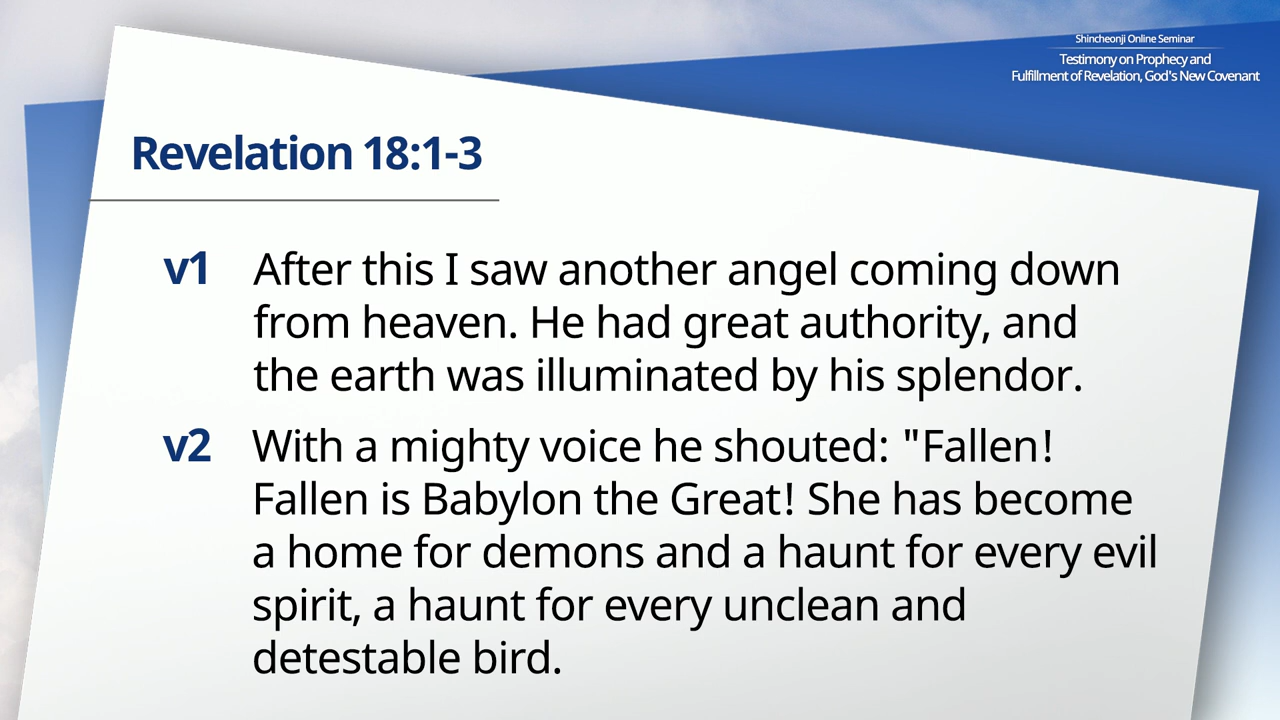 Shincheonji Online Seminar
Testimony on Prophecy and
Fulfillment of Revelation, God's New Covenant
Revelation 18:1-3
v1 After this I saw another angel coming down
from heaven. He had great authority, and
the earth was illuminated by his splendor.
v2 With a mighty voice he shouted: "Fallen!
Fallen is Babylon the Great! She has become
a home for demons and a haunt for every evil
spirit, a haunt for every unclean and
detestable bird.